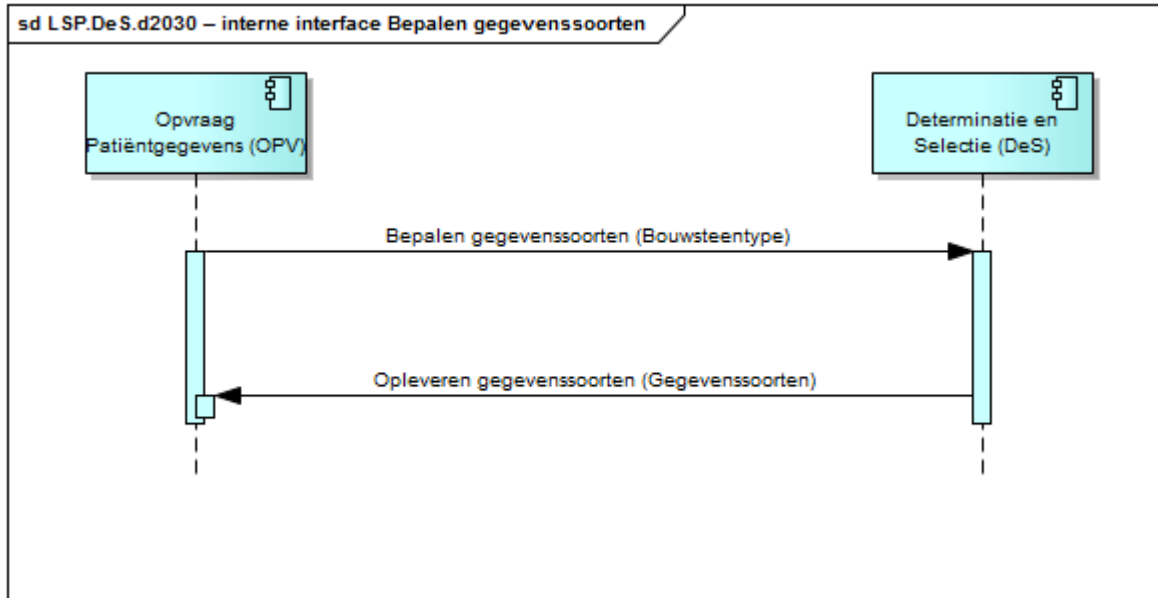 sd LSP.DeS.d2030 – interne interface Bepalen gegevenssoorten
Opvraag
Patiëntgegevens (OPV)
Determinatie en
Selectie (DeS)
Bepalen gegevenssoorten (Bouwsteentype)
Opleveren gegevenssoorten (Gegevenssoorten)